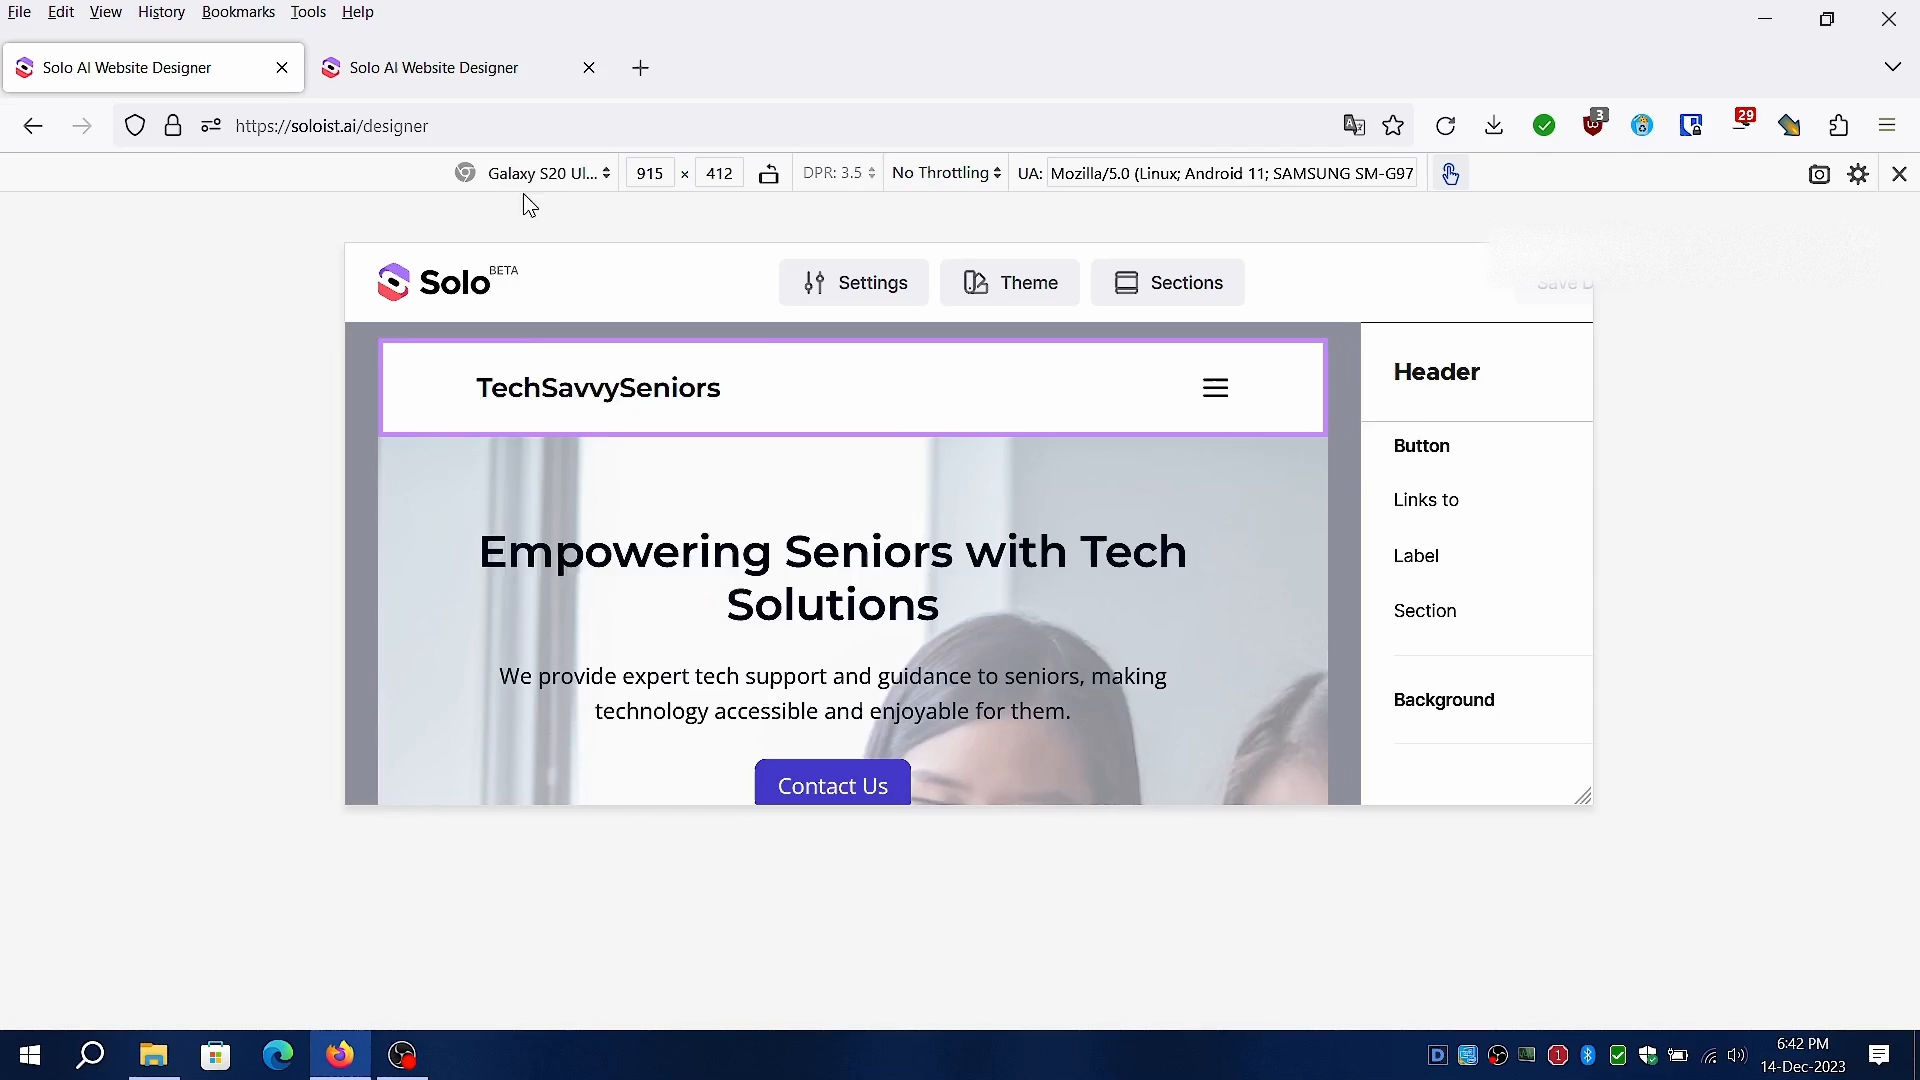 File Edit View History Bookmarks Tools Help
Solo AI Website Designer
Solo AI Website Designer
https://soloist.ai/designer
3
29
Galaxy S20 Ul...
915 × 412
DPR: 3.5
No Throttling
UA: Mozilla/5.0 (Linux; Android 11; SAMSUNG SM-G97
Solo BETA
Settings
Theme
Sections
Save D
TechSavvySeniors
Header
Button
Links to
Label
Section
Background
Empowering Seniors with Tech
Solutions
We provide expert tech support and guidance to seniors, making
technology accessible and enjoyable for them.
Contact Us
D
1
6:42 PM
14-Dec-2023